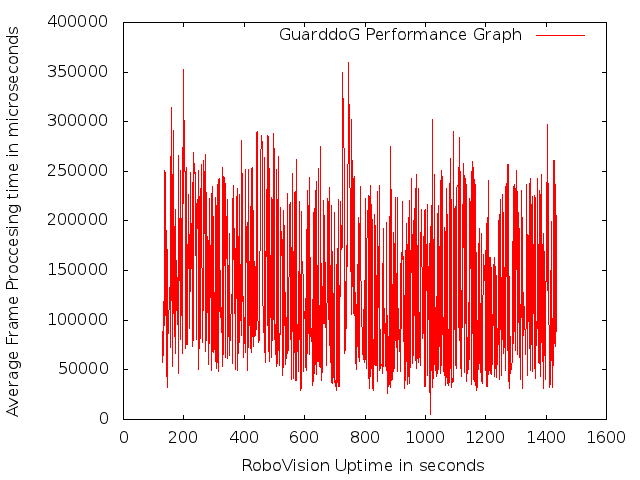 GuarddoG Performance Graph
400000
350000
300000
250000
200000
150000
100000
50000
0
Average Frame Proccesing time in microseconds
0 200 400 600 800 1000 1200 1400 1600
RoboVision Uptime in seconds